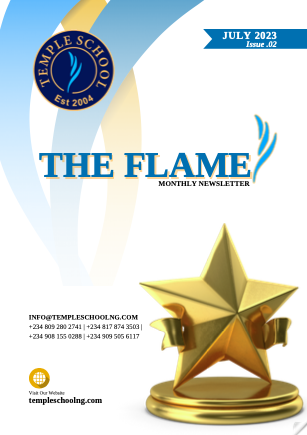 JULY 2023
Issue .02
TEMPLE SCHOOL
Est 2004
THE FLAME
MONTHLY NEWSLETTER
INFO@TEMPLESCHOOLNG.COM
+234 809 280 2741 | +234 817 874 3503 |
+234 908 155 0288 | +234 909 505 6117
Visit Our Website
templeschoolng.com